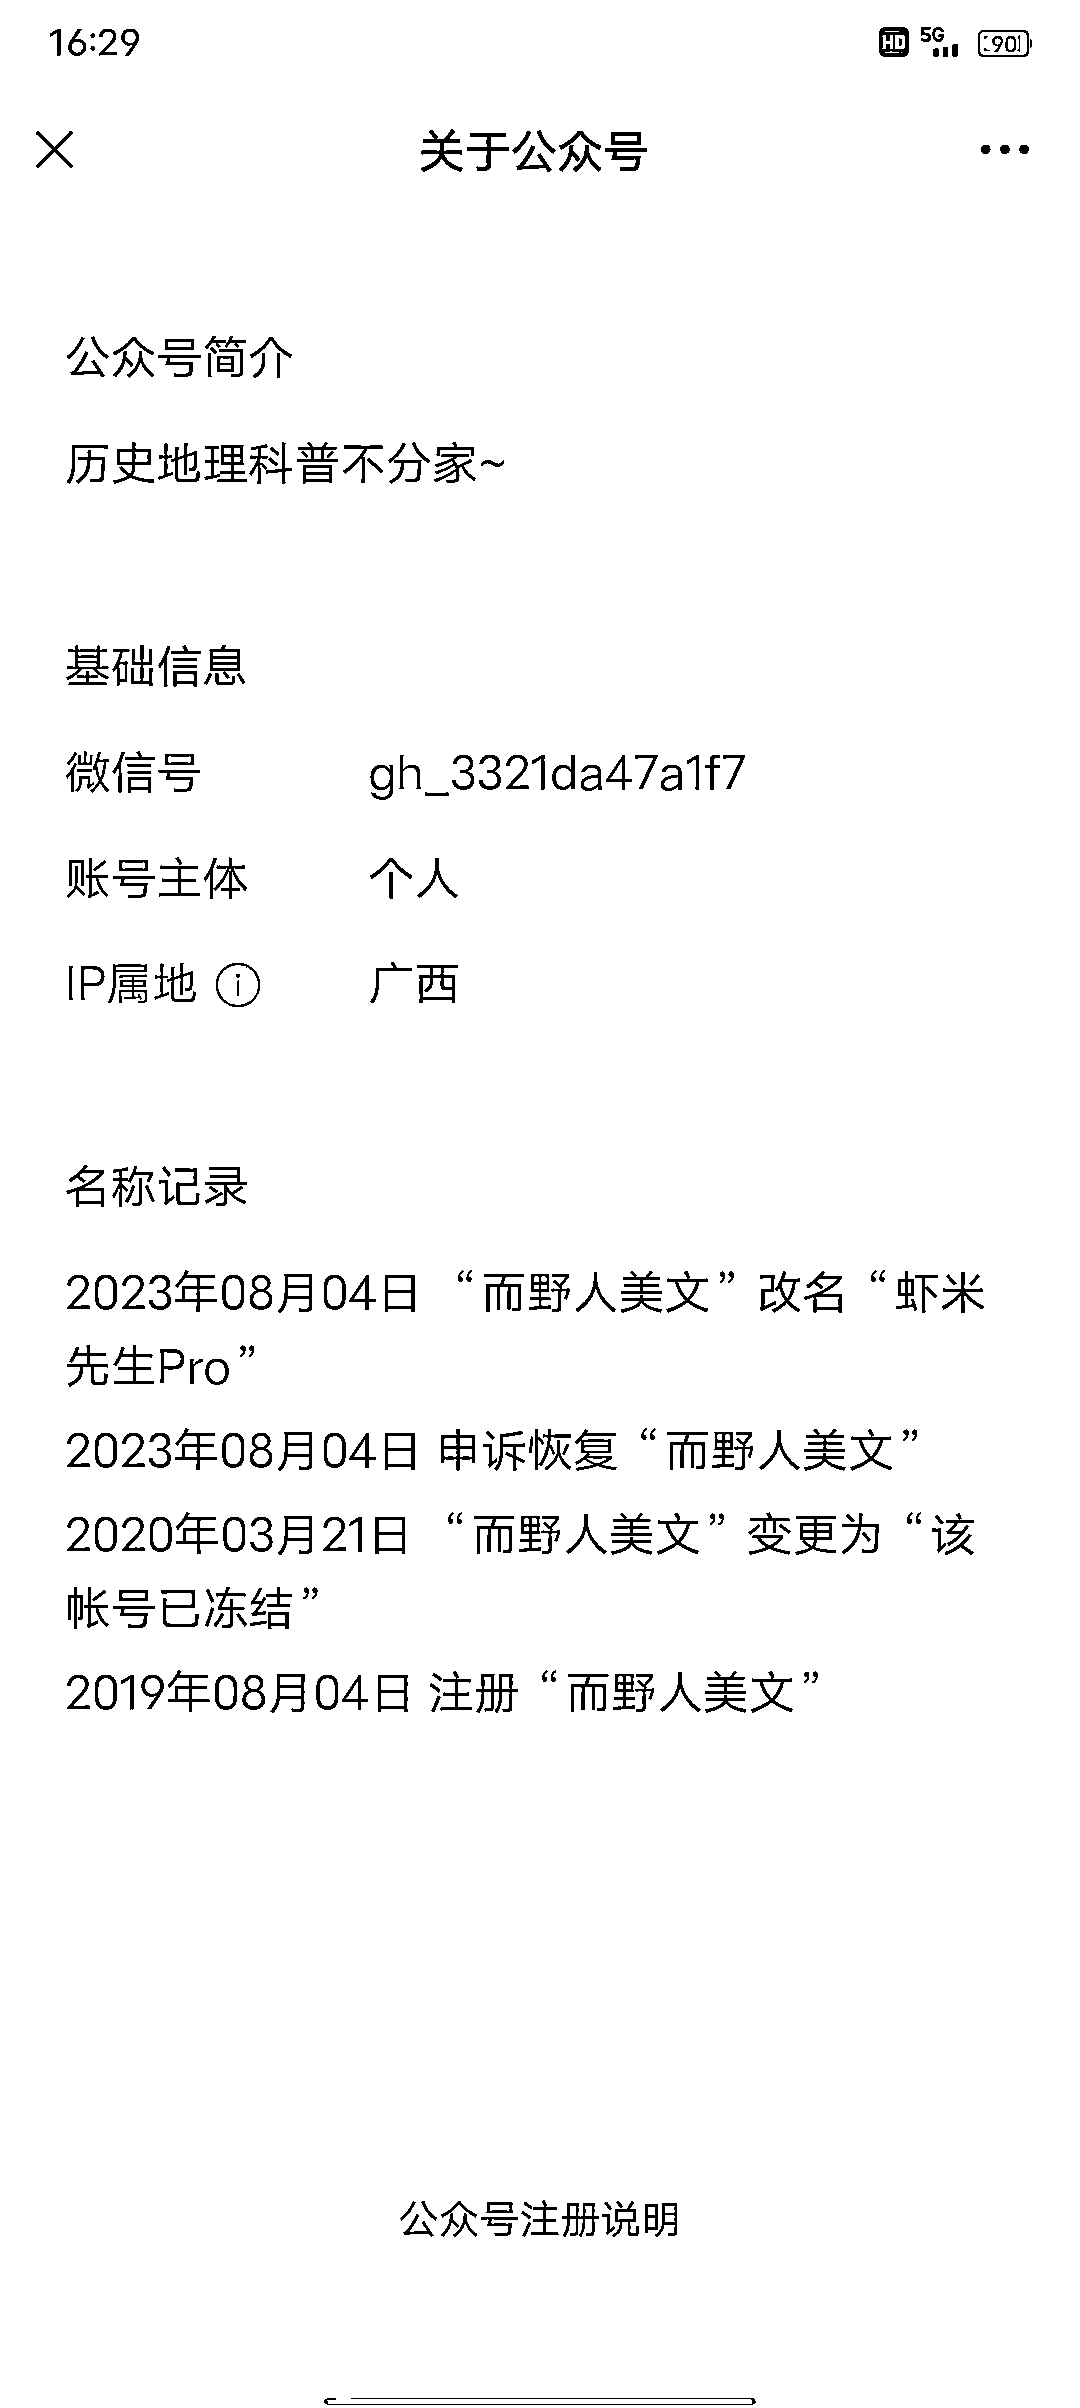 16:29
HD 5G 90
关于公众号
公众号简介
历史地理科普不分家~
基础信息
微信号 gh_3321da47a1f7
账号主体 个人
IP属地 i 广西
名称记录
2023年08月04日 “而野人美文” 改名 “虾米
先生Pro”
2023年08月04日 申诉恢复 “而野人美文”
2020年03月21日 “而野人美文” 变更为 “该
帐号已冻结”
2019年08月04日 注册 “而野人美文”
公众号注册说明